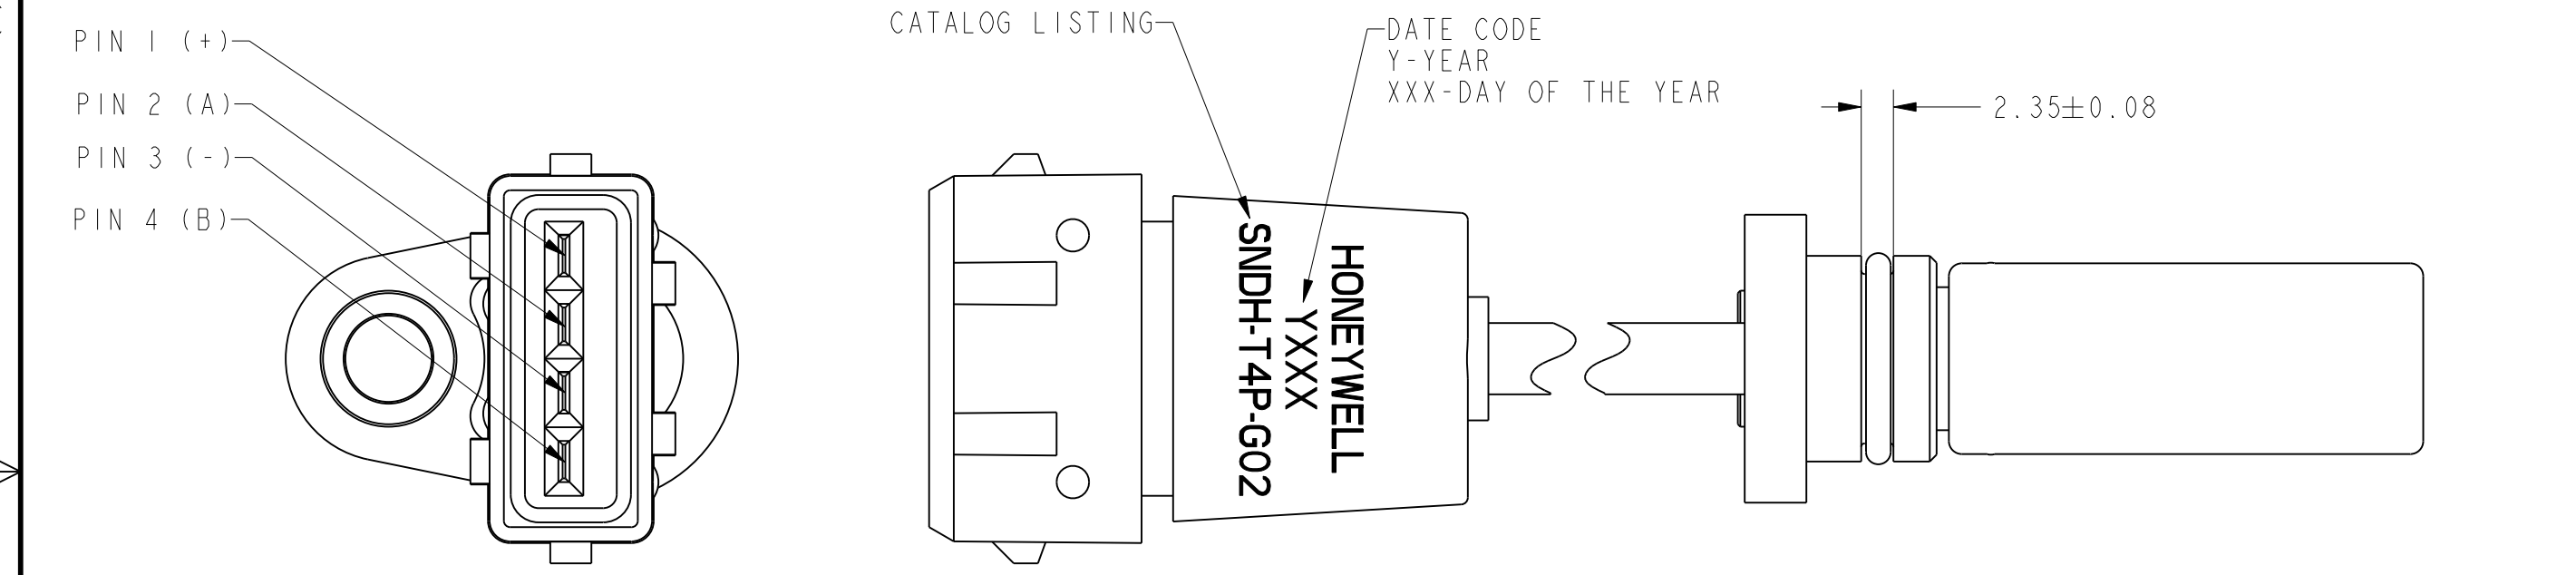 PIN 1 (+)
PIN 2 (A)
PIN 3 (-)
PIN 4 (B)
CATALOG LISTING
DATE CODE
Y-YEAR
XXX-DAY OF THE YEAR
2.35±0.08
HONEYWELL
YXXX
SNDH-T4P-G02